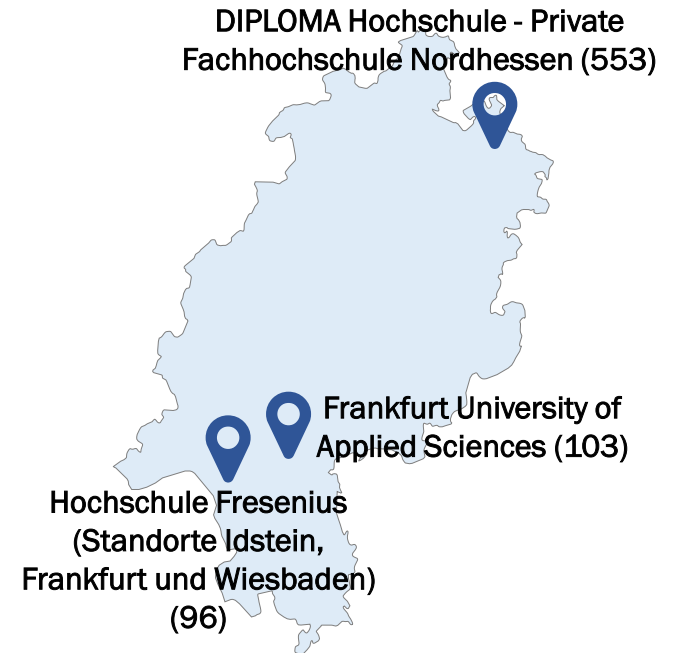 DIPLOMA Hochschule - Private
Fachhochschule Nordhessen (553)
Frankfurt University of
Applied Sciences (103)
Hochschule Fresenius
(Standorte Idstein,
Frankfurt und Wiesbaden)
(96)